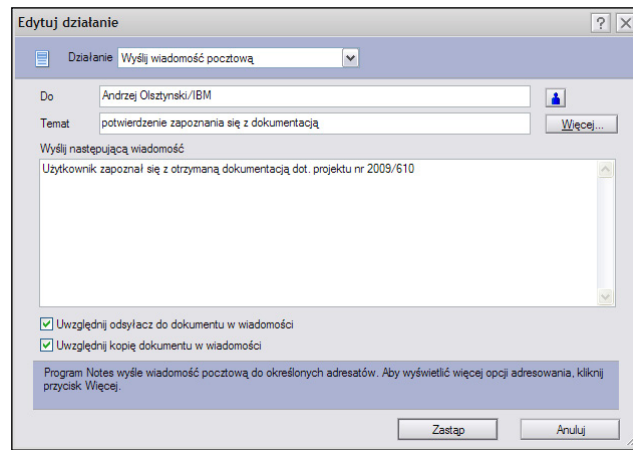 Edytuj działanie
Działanie Wyślij wiadomość pocztową
Do Andrzej Olsztynski/IBM
Temat potwierdzenie zapoznania się z dokumentacją
Więcej...
Wyślij następującą wiadomość
Użytkownik zapoznał się z otrzymaną dokumentacją dot. projektu nr 2009/610
Uwzględnij odsyłacz do dokumentu w wiadomości
Uwzględnij kopię dokumentu w wiadomości
Program Notes wyśle wiadomość pocztową do określonych adresatów. Aby wyświetlić więcej opcji adresowania, kliknij
przycisk Więcej.
Zastąp Anuluj